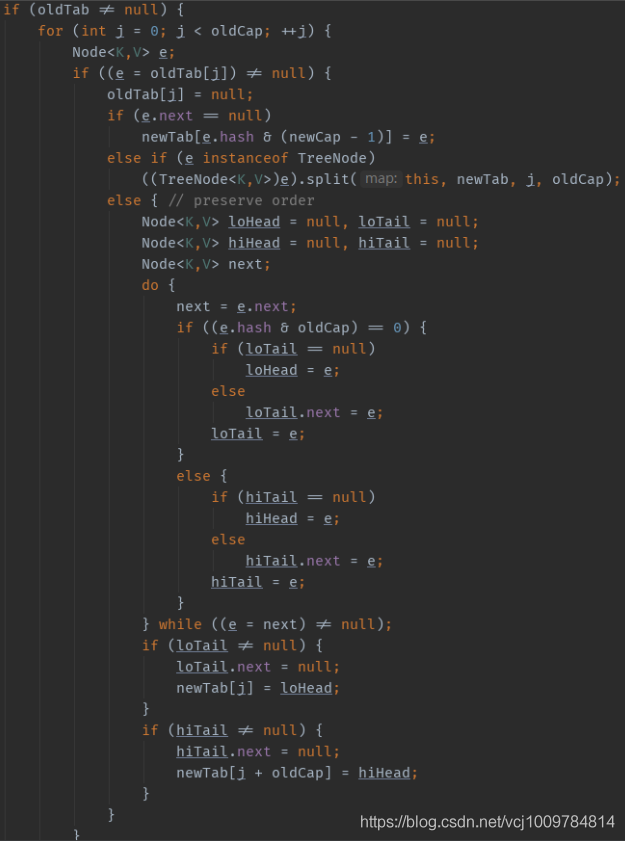 if (oldTab ≠ null) {
    for (int j = 0; j < oldCap; ++j) {
        Node<K,V> e;
        if ((e = oldTab[j]) ≠ null) {
            oldTab[j] = null;
            if (e.next == null)
                newTab[e.hash & (newCap - 1)] = e;
            else if (e instanceof TreeNode)
                ((TreeNode<K,V>)e).split( map: this, newTab, j, oldCap);
            else { // preserve order
                Node<K,V> loHead = null, loTail = null;
                Node<K,V> hiHead = null, hiTail = null;
                Node<K,V> next;
                do {
                    next = e.next;
                    if ((e.hash & oldCap) == 0) {
                        if (loTail == null)
                            loHead = e;
                        else
                            loTail.next = e;
                        loTail = e;
                    }
                    else {
                        if (hiTail == null)
                            hiHead = e;
                        else
                            hiTail.next = e;
                        hiTail = e;
                    }
                } while ((e = next) ≠ null);
                if (loTail ≠ null) {
                    loTail.next = null;
                    newTab[j] = loHead;
                }
                if (hiTail ≠ null) {
                    hiTail.next = null;
                    newTab[j + oldCap] = hiHead;
                }
            }
        }
https://blog.csdn.net/vcj1009784814